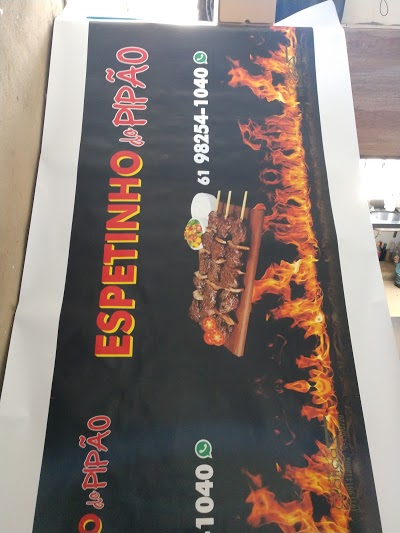 ESPETINHO do PIPÃO
61 98254-1040
O do PIPÃO
-1040